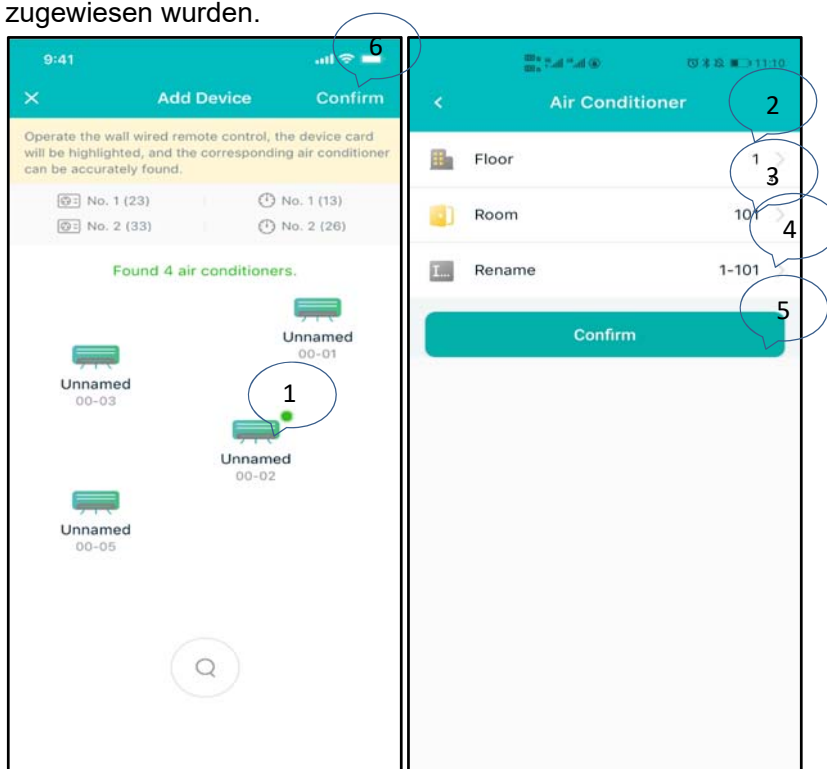 zugewiesen wurden.
9:41
6
Add Device
Confirm
Operate the wall wired remote control, the device card
will be highlighted, and the corresponding air conditioner
can be accurately found.
No. 1 (23)
No. 1 (13)
No. 2 (33)
No. 2 (26)
Found 4 air conditioners.
Unnamed
00-01
Unnamed
00-03
1
Unnamed
00-02
Unnamed
00-05
11:10
Air Conditioner
2
Floor
1
3
Room
101
4
I...
Rename
1-101
5
Confirm